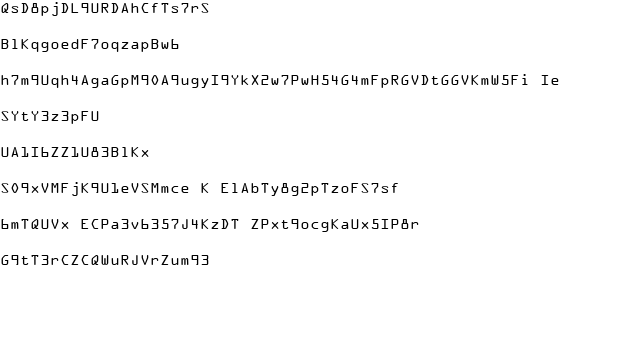 QsD8pjDL9URDAhCfTs7rS
BlKqgoedF7oqzapBw6
h7m9Uqh4AgaGpM90A9ugyI9YkX2w7PwH54G4mFpRGVDtGGVKmW5Fi Ie
SYtY3z3pFU
UA1I6ZZ1U83BlKx
S09xVMFjK9U1eVSMmce K ElAbTy8g2pTzoFS7sf
6mTQUVx ECPa3v6357J4KzDT ZPxt9ocgKaUx5IP8r
G9tT3rCZCQWuRJVrZum93